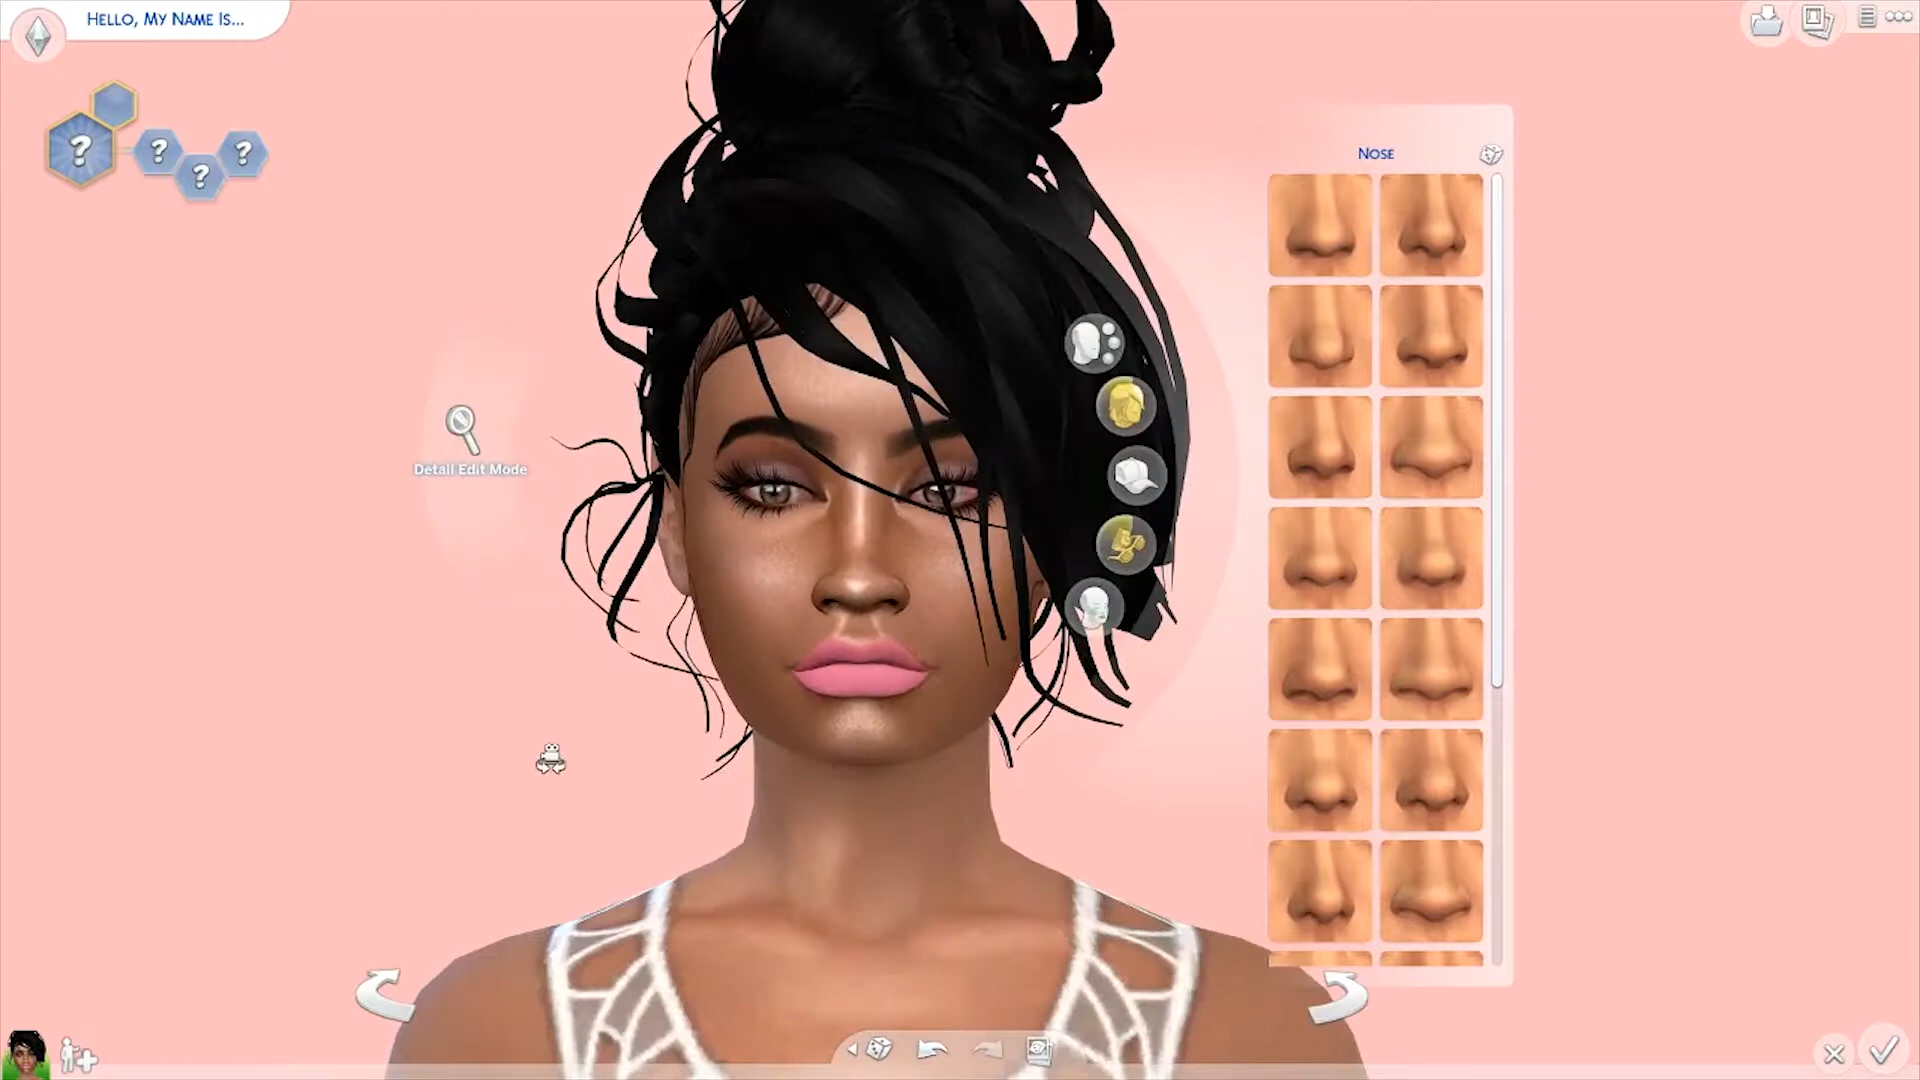 Hello, My Name Is...
?
? ? ?
Nose
Detail Edit Mode